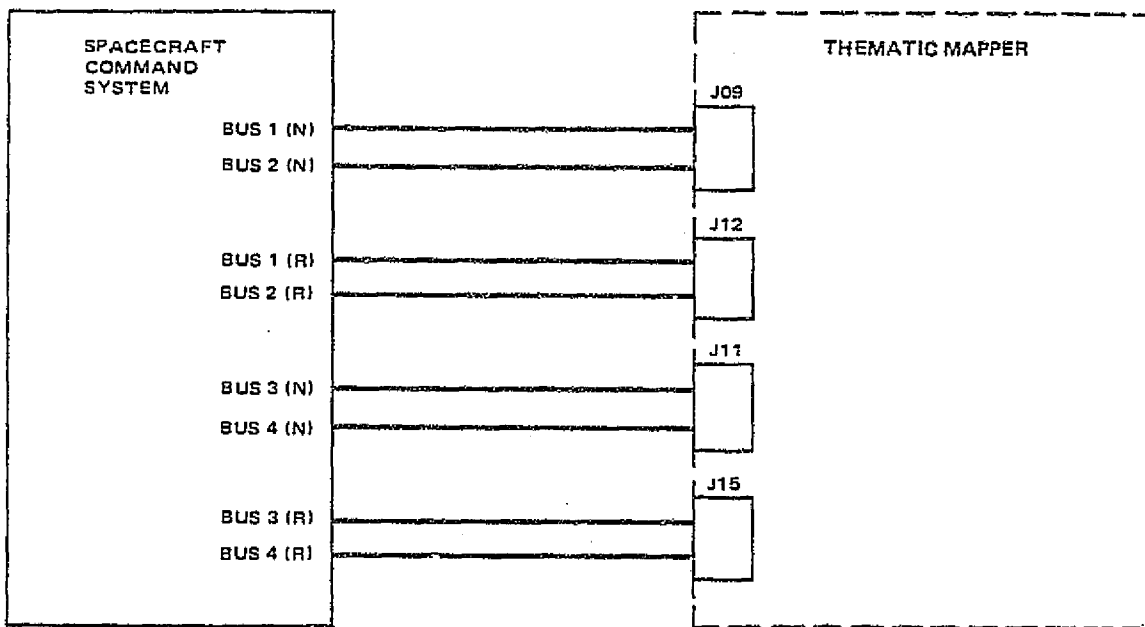 SPACECRAFT
COMMAND
SYSTEM
THEMATIC MAPPER
J09
BUS 1 (N)
BUS 2 (N)
J12
BUS 1 (R)
BUS 2 (R)
J11
BUS 3 (N)
BUS 4 (N)
J15
BUS 3 (R)
BUS 4 (R)